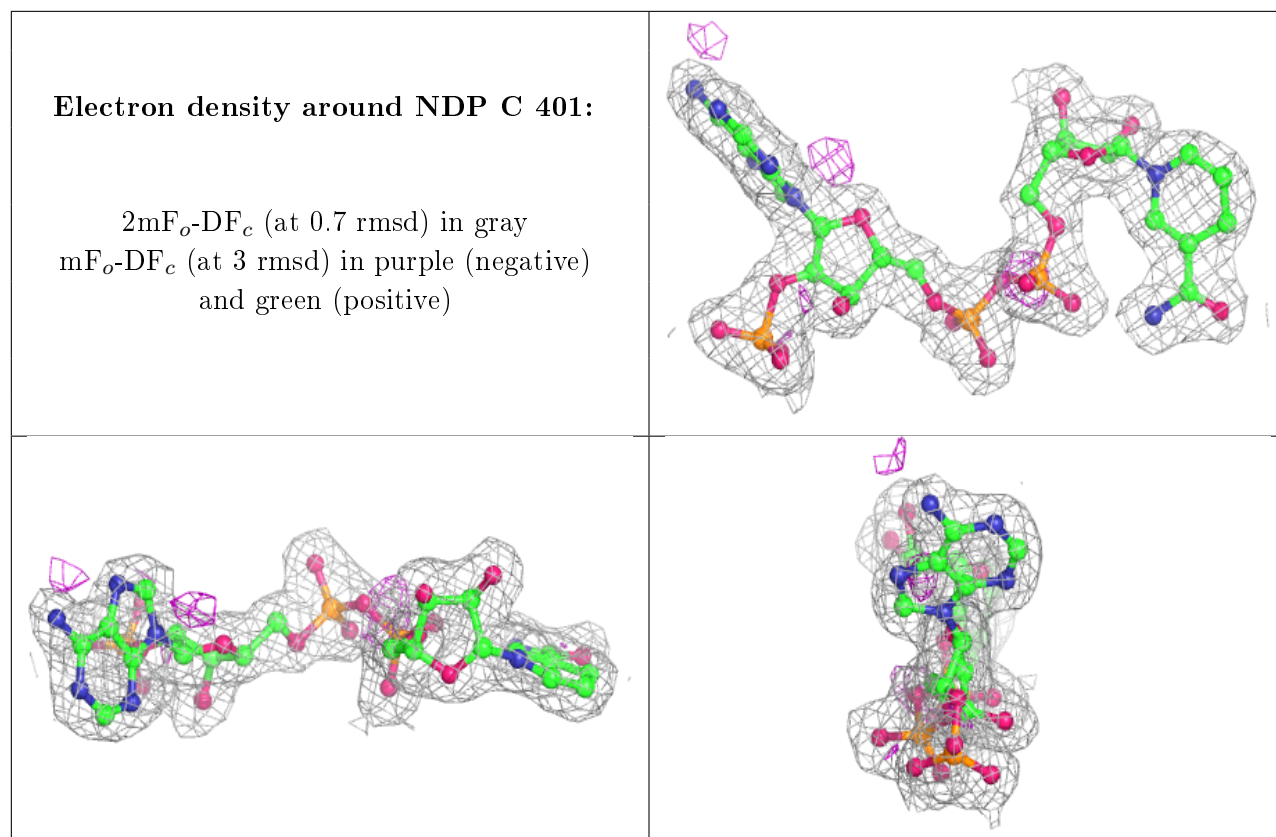 Electron density around NDP C 401:
2mFo-DFc (at 0.7 rmsd) in gray
mFo-DFc (at 3 rmsd) in purple (negative)
and green (positive)